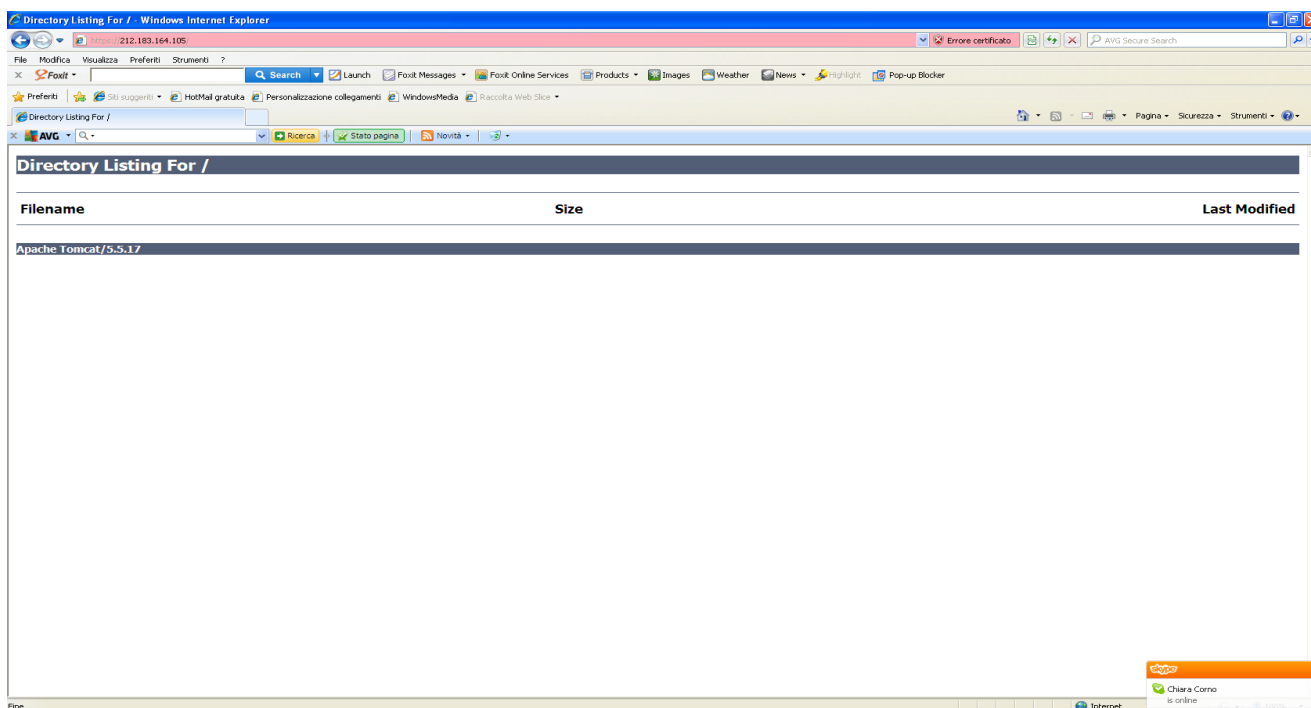 Directory Listing For / - Windows Internet Explorer
https://212.183.164.105/ Errore certificato AVG Secure Search
File Modifica Visualizza Preferiti Strumenti ?
X Foxit Search Launch Foxit Messages Foxit Online Services Products Images Weather News Highlight Pop-up Blocker
Preferiti Siti suggeriti HotMail gratuita Personalizzazione collegamenti WindowsMedia Raccolta Web Slice
Directory Listing For / Pagina Sicurezza Strumenti
X AVG Ricerca Stato pagina Novità
Directory Listing For /
Filename Size Last Modified
Apache Tomcat/5.5.17
skype
Chiara Corno
is online
Fine Internet